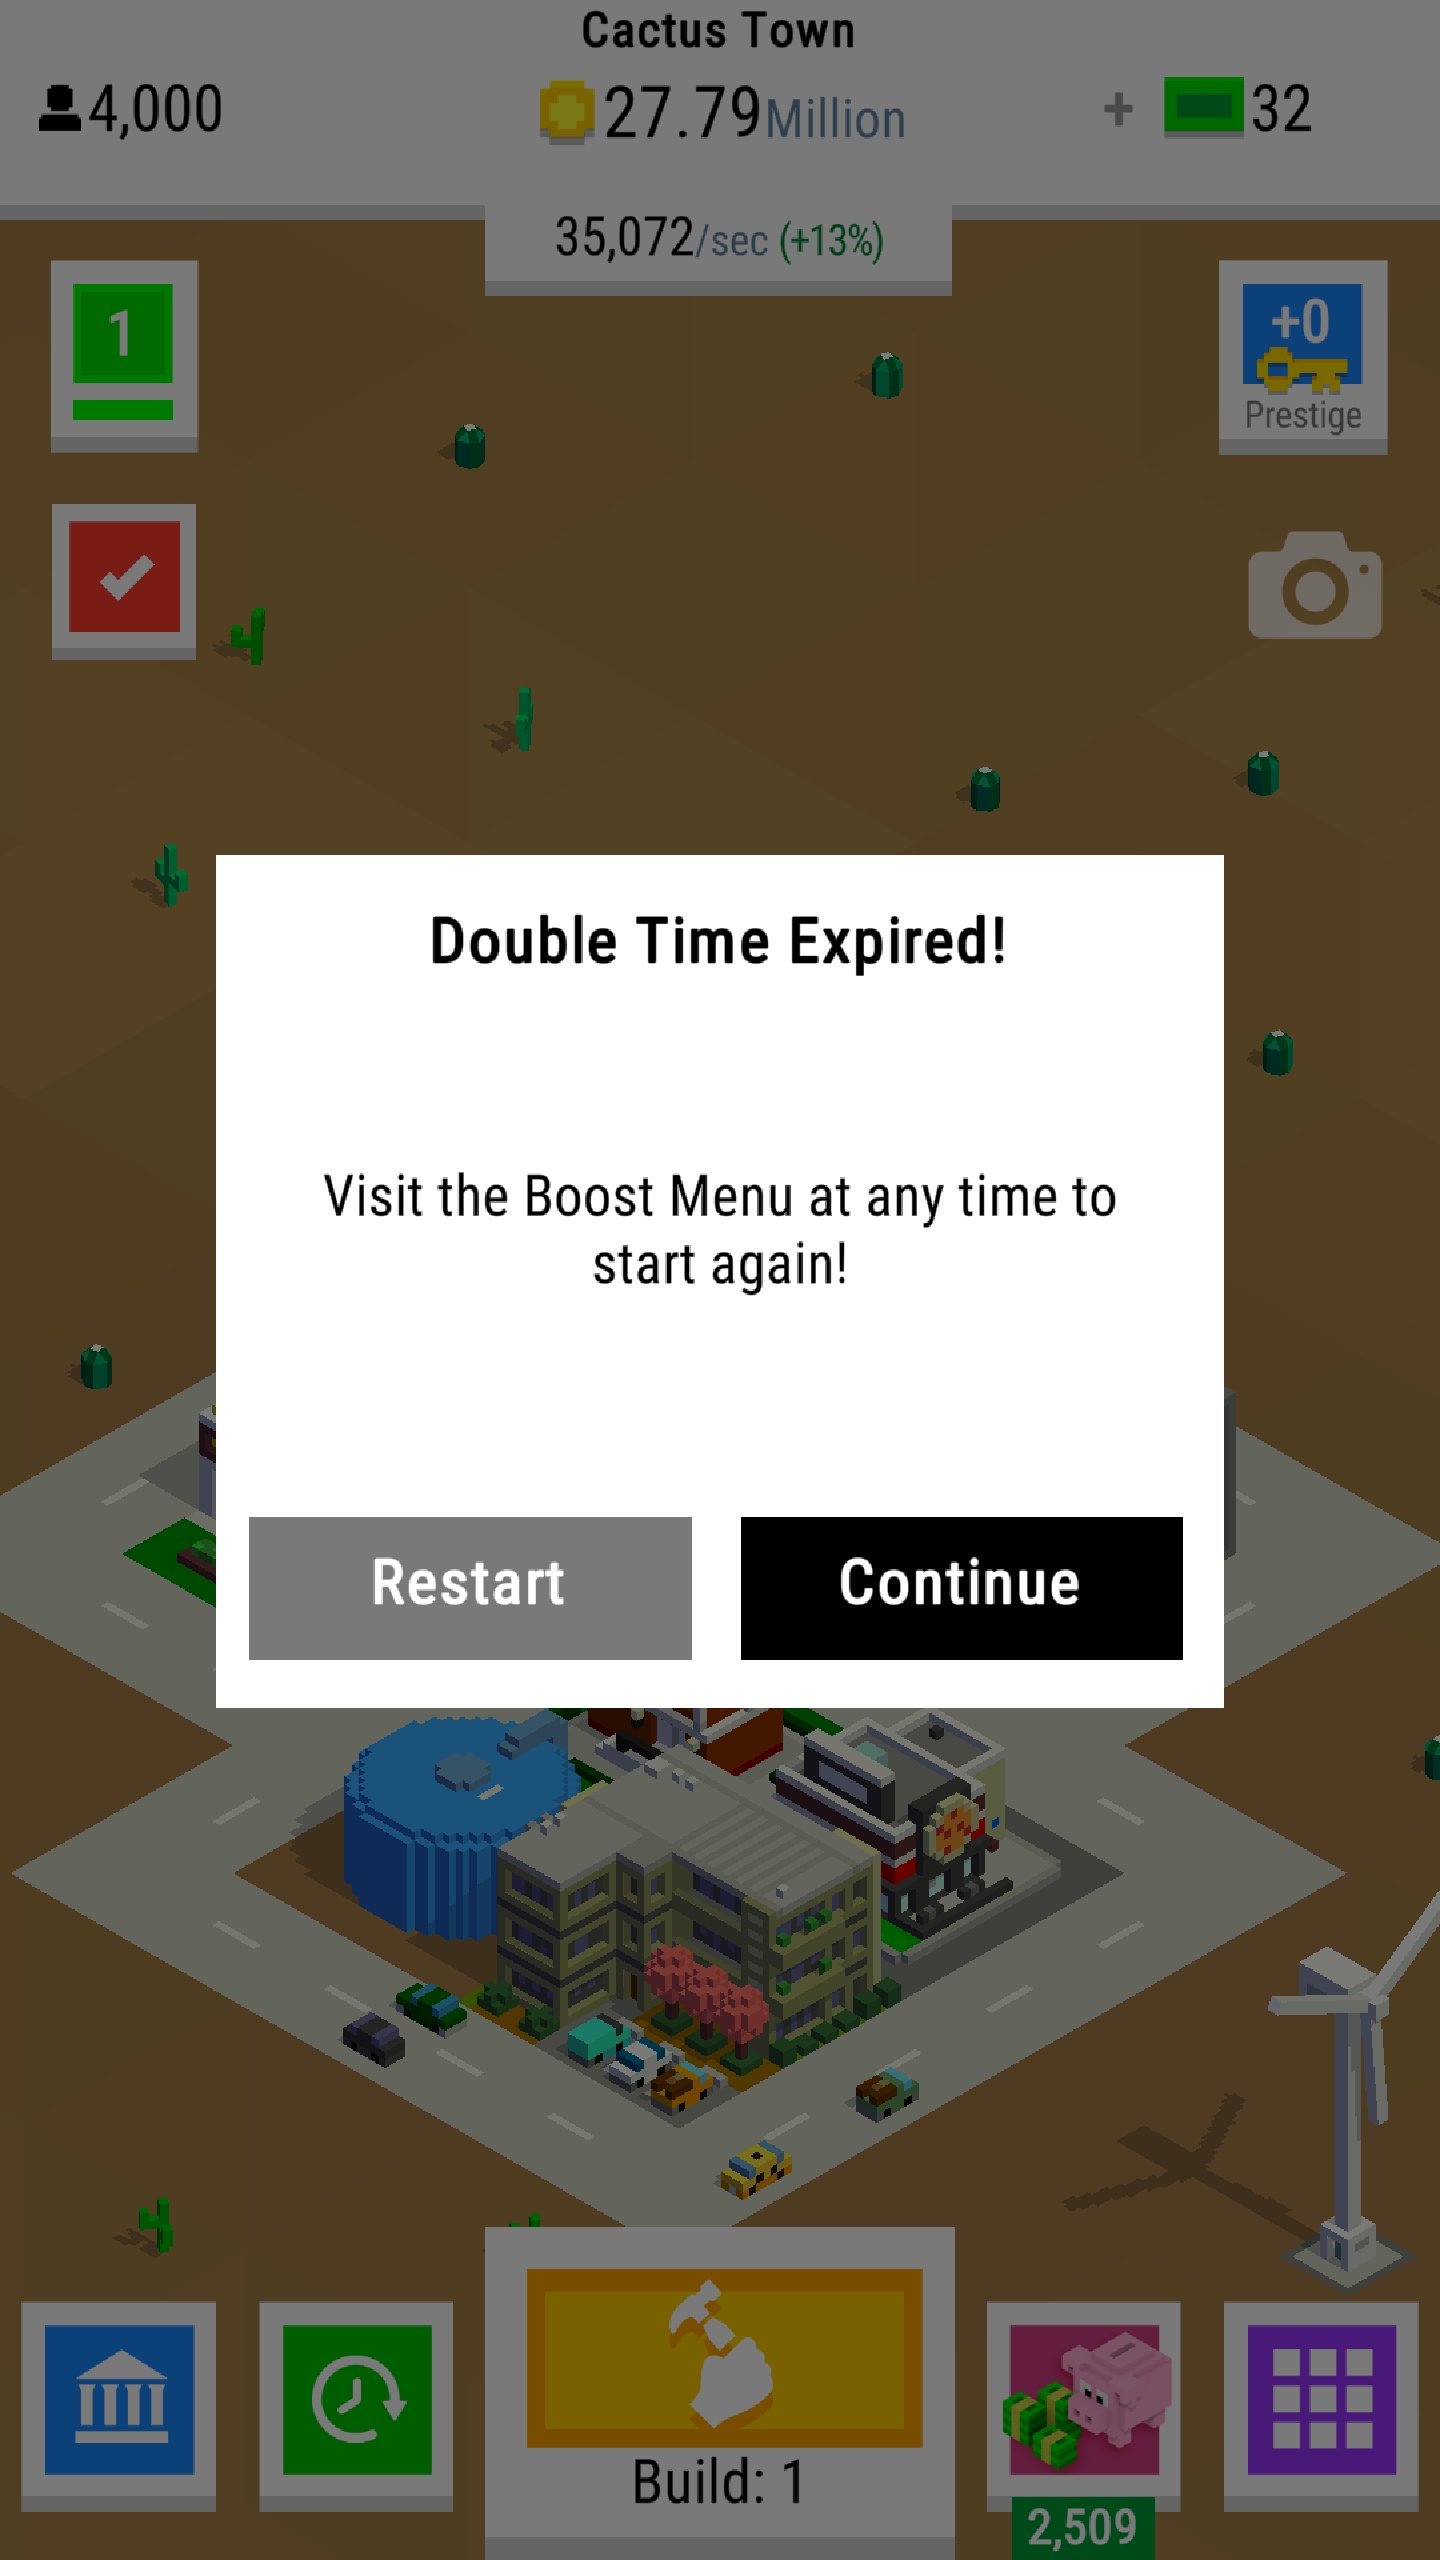 Cactus Town
4,000
27.79Million
+ 32
35,072/sec (+13%)
1
+0
Prestige
Double Time Expired!
Visit the Boost Menu at any time to
start again!
Restart
Continue
Build: 1
2,509